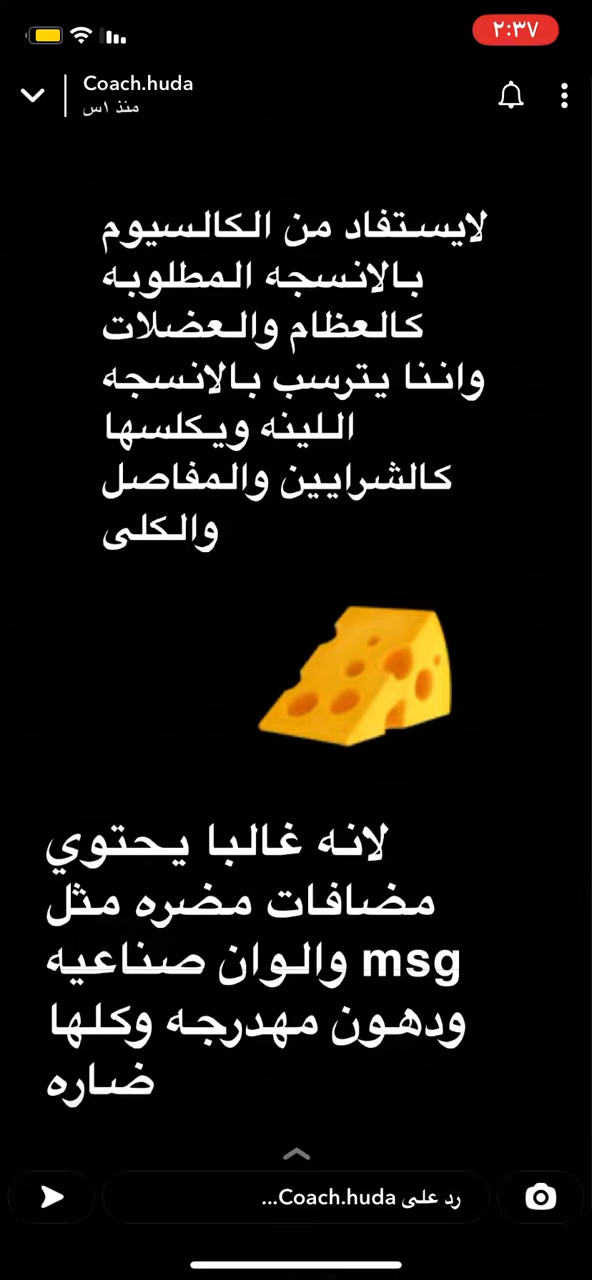 ٢:٣٧
Coach.huda
منذ ١س
لايستفاد من الكالسيوم
بالانسجه المطلوبه
كالعظام والعضلات
واننا يترسب بالانسجه
اللينه ويكلسها
كالشرايين والمفاصل
والكلى
لانه غالبا يحتوي
مضافات مضره مثل
msg والوان صناعيه
ودهون مهدرجه وكلها
ضاره
رد على Coach.huda...